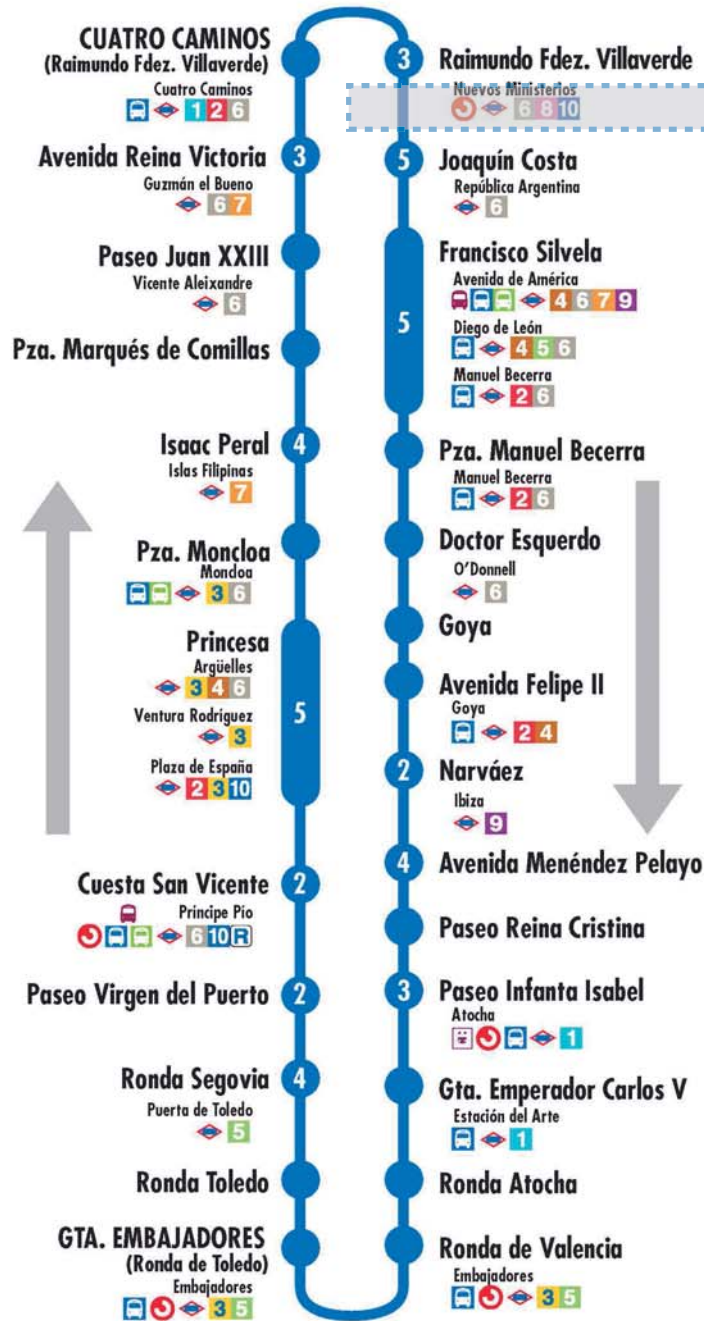 CUATRO CAMINOS
(Raimundo Fdez. Villaverde)
Cuatro Caminos
1 2 6
Avenida Reina Victoria
3
Guzmán el Bueno
6 7
Paseo Juan XXIII
Vicente Aleixandre
6
Pza. Marqués de Comillas
Isaac Peral
4
Islas Filipinas
7
Pza. Moncloa
Moncloa
3 6
Princesa
Argüelles
3 4 6
5
Ventura Rodríguez
3
Plaza de España
2 3 10
Cuesta San Vicente
2
Príncipe Pío
6 10 R
Paseo Virgen del Puerto
2
Ronda Segovia
4
Puerta de Toledo
5
Ronda Toledo
GTA. EMBAJADORES
(Ronda de Toledo)
Embajadores
3 5
3
Raimundo Fdez. Villaverde
Nuevos Ministerios
6 8 10
5
Joaquín Costa
República Argentina
6
Francisco Silvela
Avenida de América
4 6 7 9
5
Diego de León
4 5 6
Manuel Becerra
2 6
Pza. Manuel Becerra
Manuel Becerra
2 6
Doctor Esquerdo
O'Donnell
6
Goya
Avenida Felipe II
Goya
2 4
2
Narváez
Ibiza
9
4
Avenida Menéndez Pelayo
Paseo Reina Cristina
3
Paseo Infanta Isabel
Atocha
1
Gta. Emperador Carlos V
Estación del Arte
1
Ronda Atocha
Ronda de Valencia
Embajadores
3 5